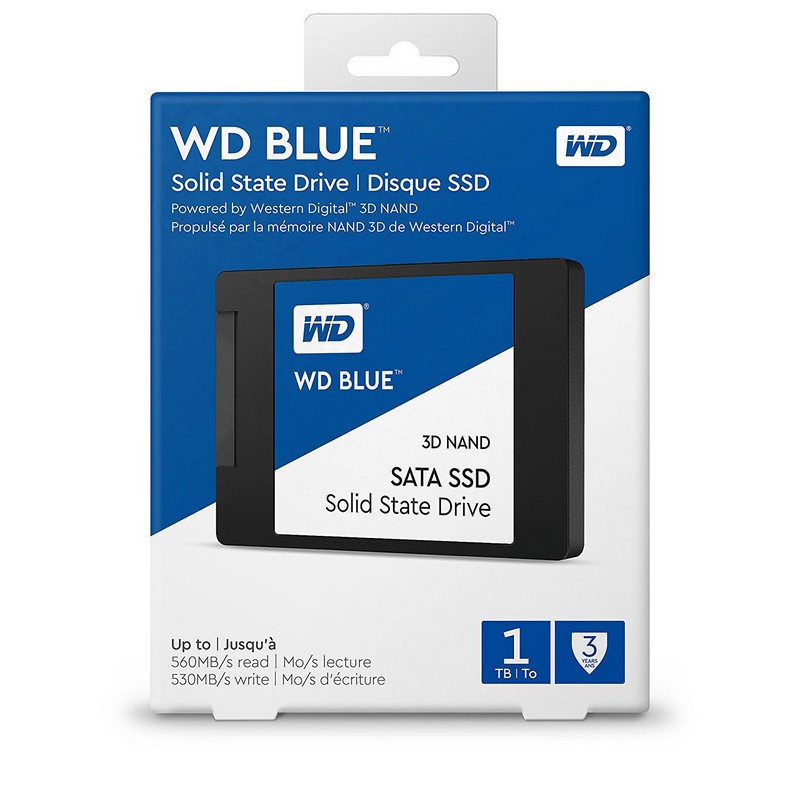 WD BLUE™
WD®
Solid State Drive | Disque SSD
Powered by Western Digital™ 3D NAND
Propulsé par la mémoire NAND 3D de Western Digital™
WD®
WD BLUE™
3D NAND
SATA SSD
Solid State Drive
Up to | Jusqu'à
560MB/s read | Mo/s lecture
530MB/s write | Mo/s d'écriture
1
TB | To
3
YEARS
ANS